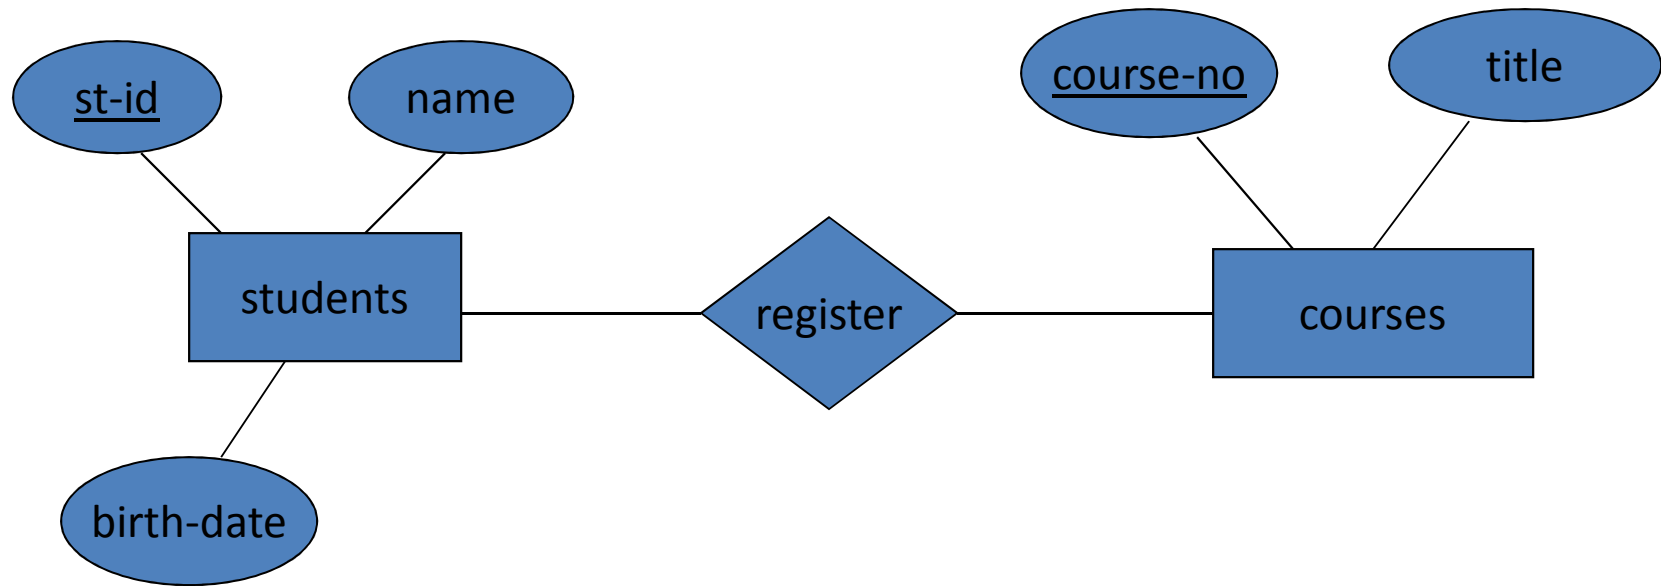 st-id
name
course-no
title
students
register
courses
birth-date